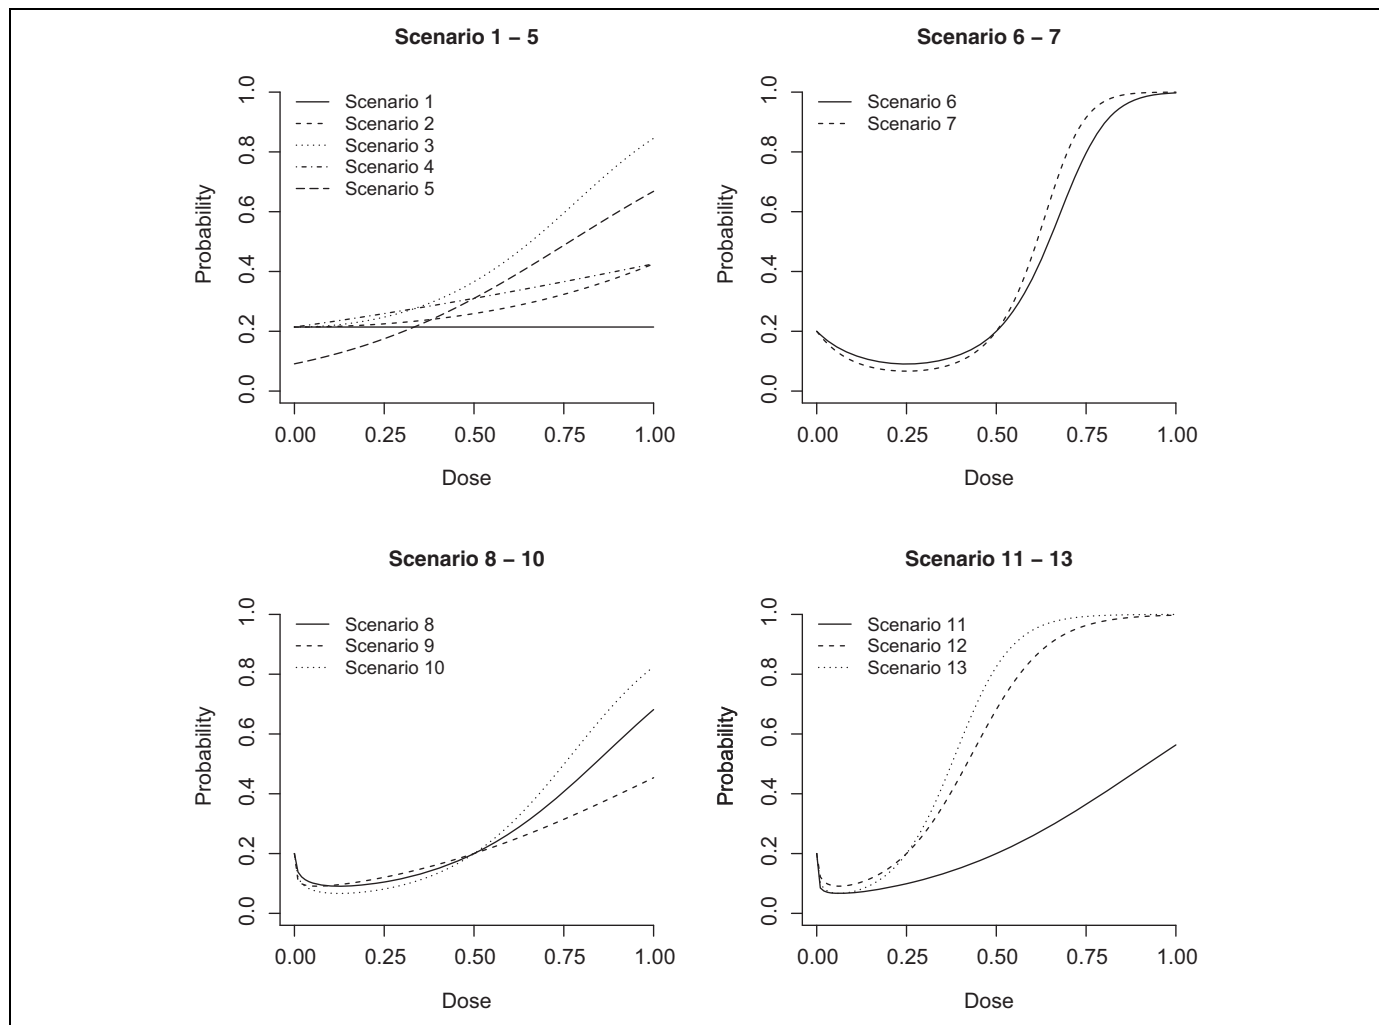 Scenario 1 – 5
Probability
0.0 0.2 0.4 0.6 0.8 1.0
Scenario 1
Scenario 2
Scenario 3
Scenario 4
Scenario 5
0.00 0.25 0.50 0.75 1.00
Dose
Scenario 6 – 7
Probability
0.0 0.2 0.4 0.6 0.8 1.0
Scenario 6
Scenario 7
0.00 0.25 0.50 0.75 1.00
Dose
Scenario 8 – 10
Probability
0.0 0.2 0.4 0.6 0.8 1.0
Scenario 8
Scenario 9
Scenario 10
0.00 0.25 0.50 0.75 1.00
Dose
Scenario 11 – 13
Probability
0.0 0.2 0.4 0.6 0.8 1.0
Scenario 11
Scenario 12
Scenario 13
0.00 0.25 0.50 0.75 1.00
Dose